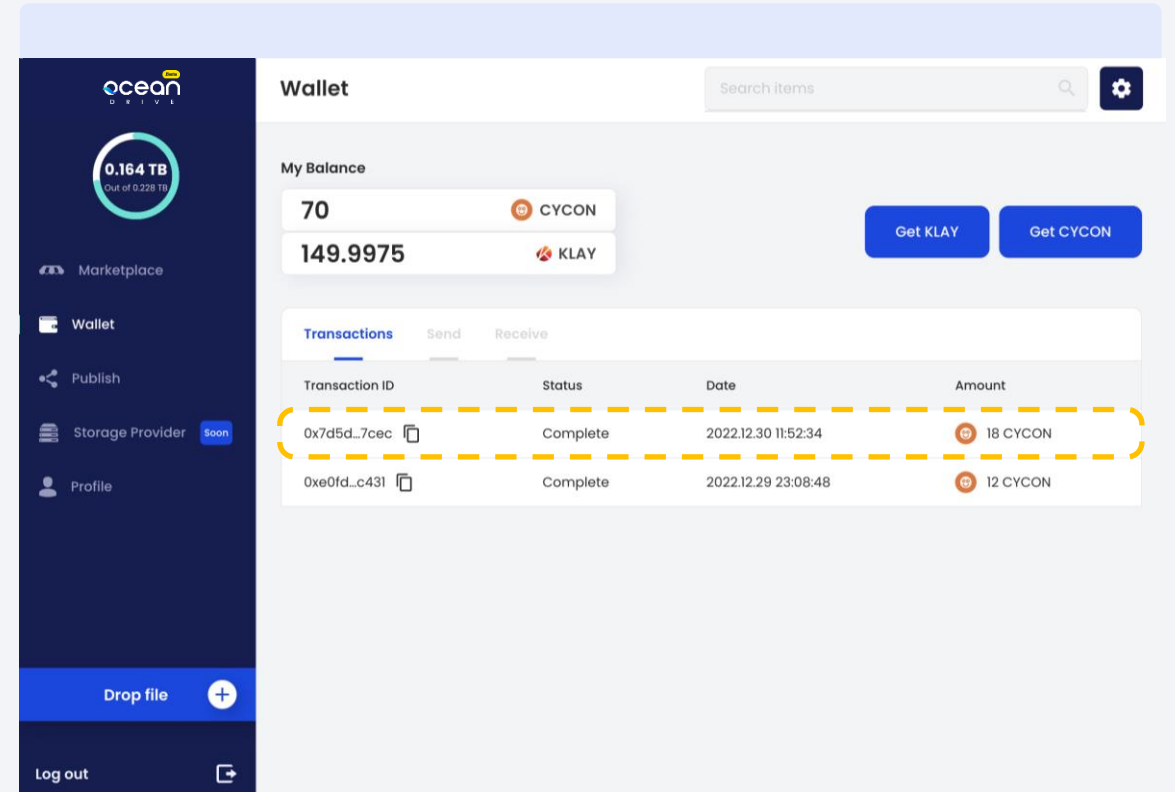 ocean
Beta
DRIVE
0.164 TB
Out of 0.228 TB
Marketplace
Wallet
Publish
Storage Provider Soon
Profile
Drop file
Log out
Wallet
Search items
My Balance
70 CYCON
149.9975 KLAY
Get KLAY Get CYCON
Transactions Send Receive
Transaction ID Status Date Amount
0x7d5d...7cec Complete 2022.12.30 11:52:34 18 CYCON
0xe0fd...c431 Complete 2022.12.29 23:08:48 12 CYCON